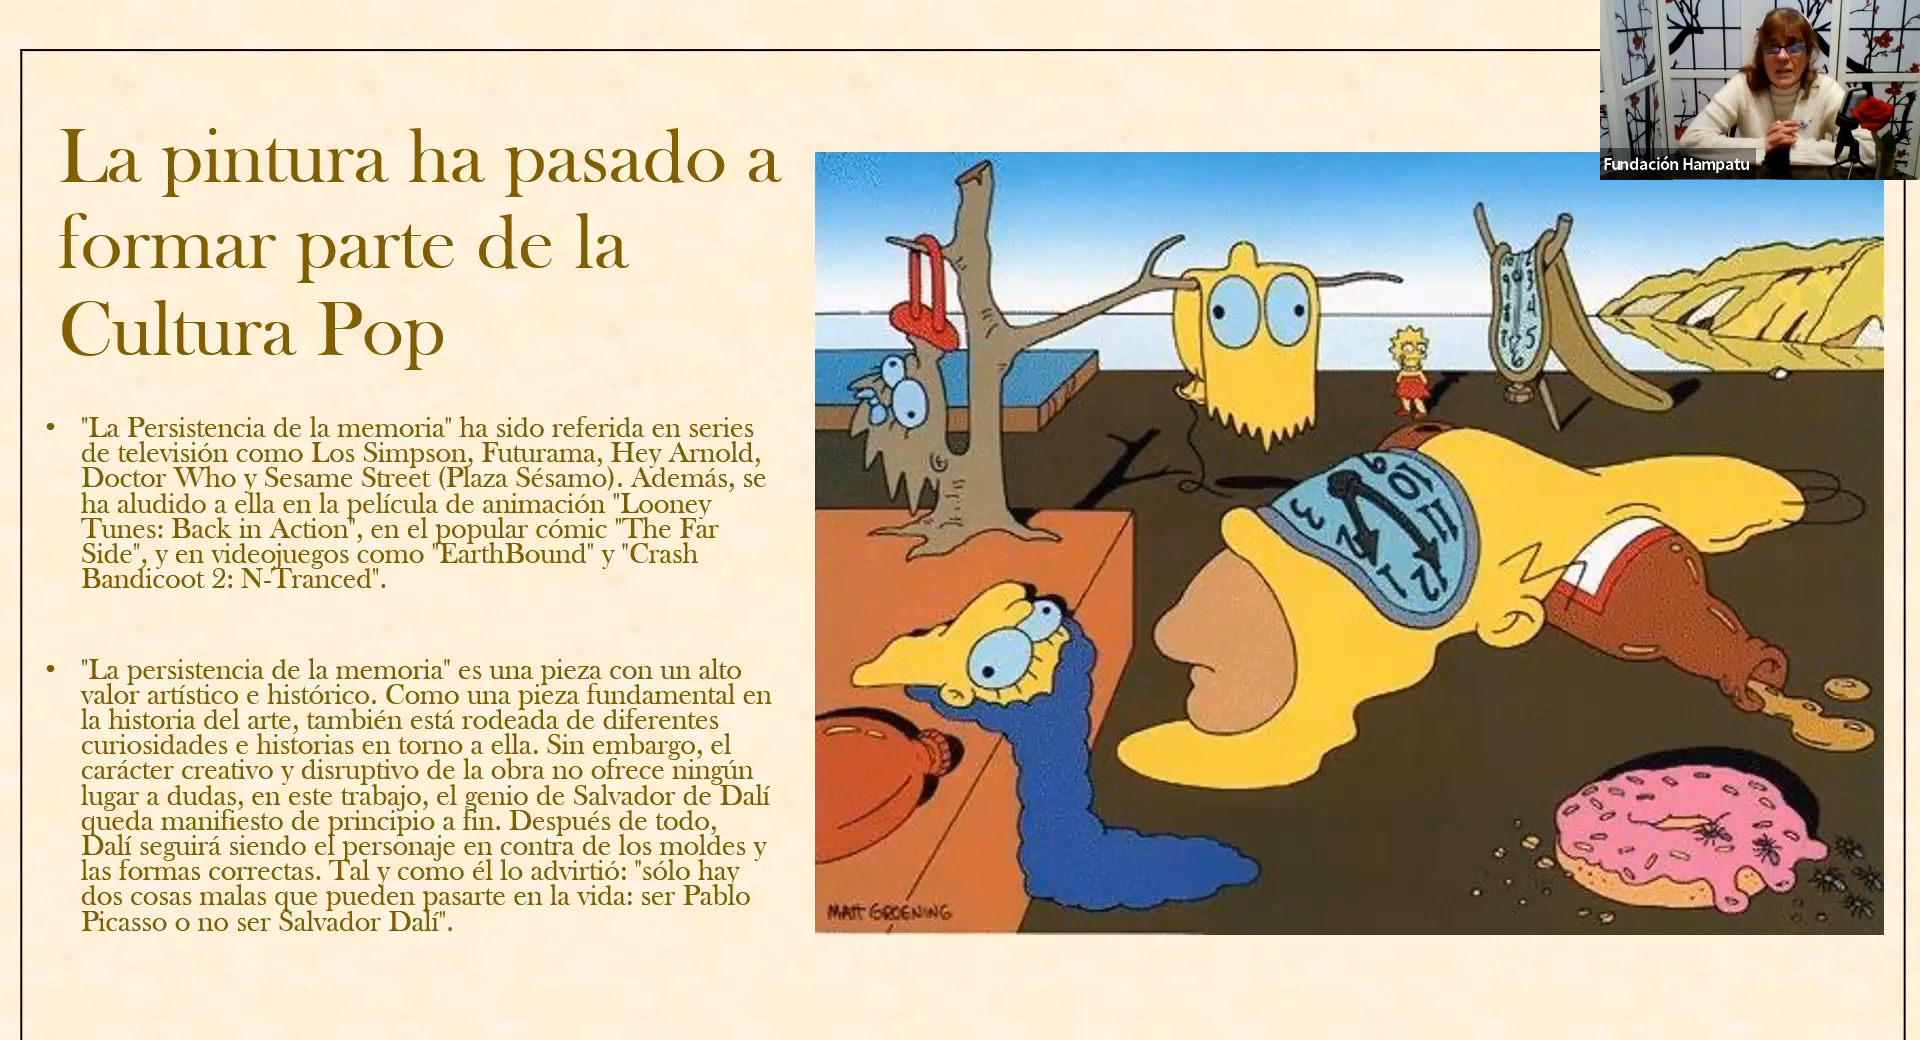 La pintura ha pasado a
formar parte de la
Cultura Pop
• "La Persistencia de la memoria" ha sido referida en series
de televisión como Los Simpson, Futurama, Hey Arnold,
Doctor Who y Sesame Street (Plaza Sésamo). Además, se
ha aludido a ella en la película de animación "Looney
Tunes: Back in Action", en el popular cómic "The Far
Side", y en videojuegos como "EarthBound" y "Crash
Bandicoot 2: N-Tranced".
• "La persistencia de la memoria" es una pieza con un alto
valor artístico e histórico. Como una pieza fundamental en
la historia del arte, también está rodeada de diferentes
curiosidades e historias en torno a ella. Sin embargo, el
carácter creativo y disruptivo de la obra no ofrece ningún
lugar a dudas, en este trabajo, el genio de Salvador de Dalí
queda manifiesto de principio a fin. Después de todo,
Dalí seguirá siendo el personaje en contra de los moldes y
las formas correctas. Tal y como él lo advirtió: "sólo hay
dos cosas malas que pueden pasarte en la vida: ser Pablo
Picasso o no ser Salvador Dalí".
Fundación Hampatu
MATT GROENING